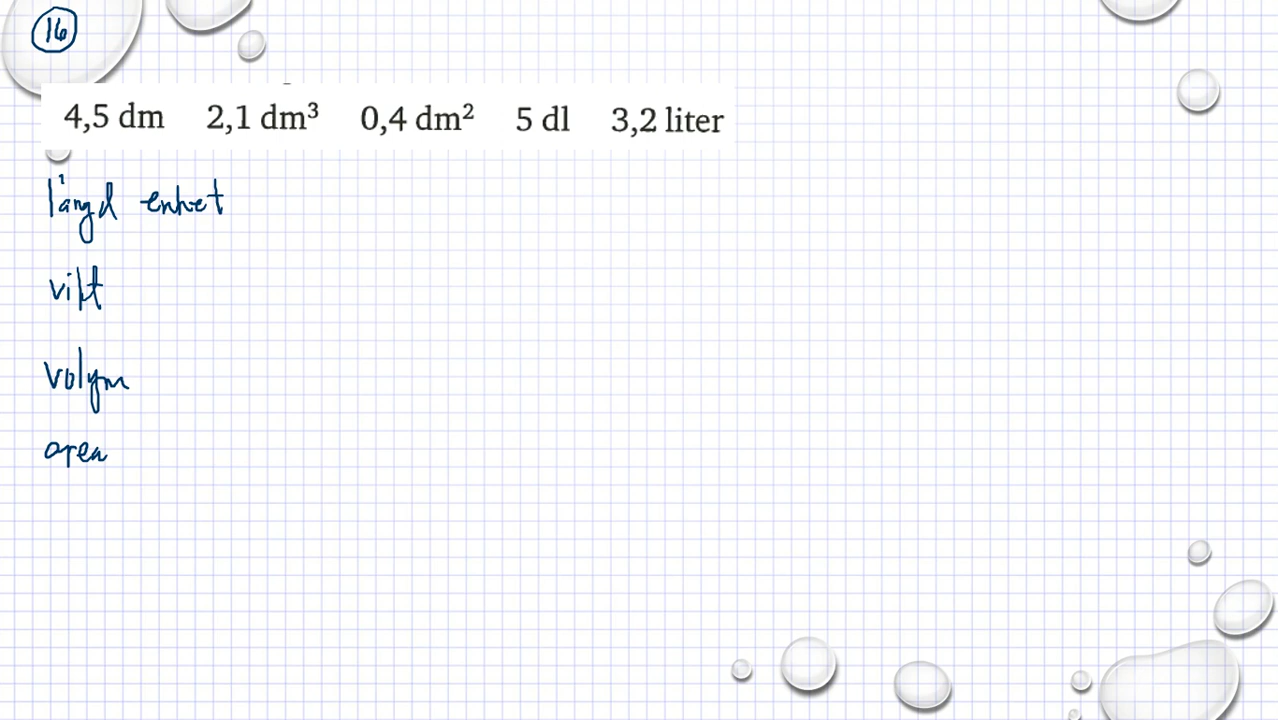 16
4,5 dm 2,1 dm³ 0,4 dm² 5 dl 3,2 liter
längd enhet
vikt
volym
area